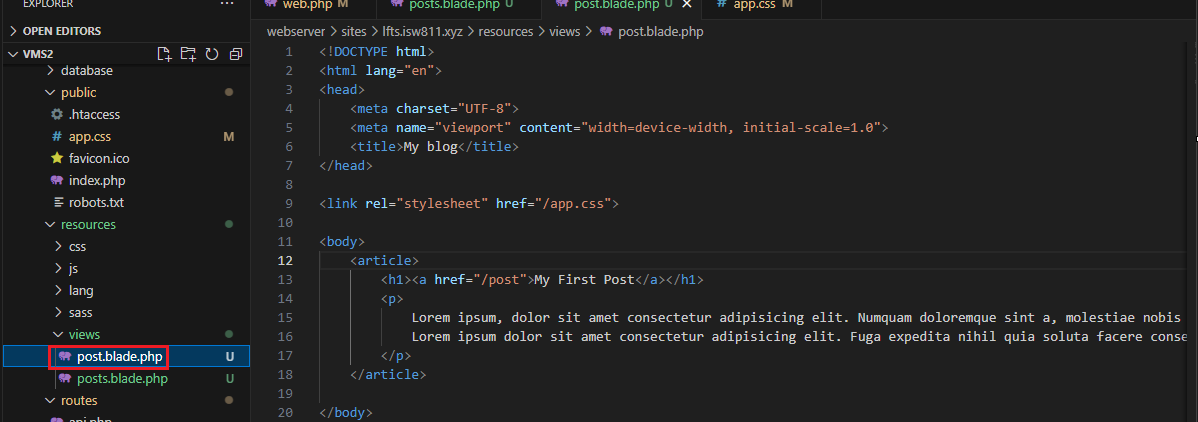 EXPLORER ...
web.php M posts.blade.php U post.blade.php U × app.css M
OPEN EDITORS
VMS2
database
public
.htaccess
# app.css M
favicon.ico
index.php
robots.txt
resources
css
js
lang
sass
views
post.blade.php U
posts.blade.php U
routes
api.php
webserver > sites > lfts.isw811.xyz > resources > views > post.blade.php
1 <!DOCTYPE html>
2 <html lang="en">
3 <head>
4 <meta charset="UTF-8">
5 <meta name="viewport" content="width=device-width, initial-scale=1.0">
6 <title>My blog</title>
7 </head>
8
9 <link rel="stylesheet" href="/app.css">
10
11 <body>
12 <article>
13 <h1><a href="/post">My First Post</a></h1>
14 <p>
15 Lorem ipsum, dolor sit amet consectetur adipisicing elit. Numquam doloremque sint a, molestiae nobis
16 Lorem ipsum dolor sit amet consectetur adipisicing elit. Fuga expedita nihil quia soluta facere conse
17 </p>
18 </article>
19
20 </body>